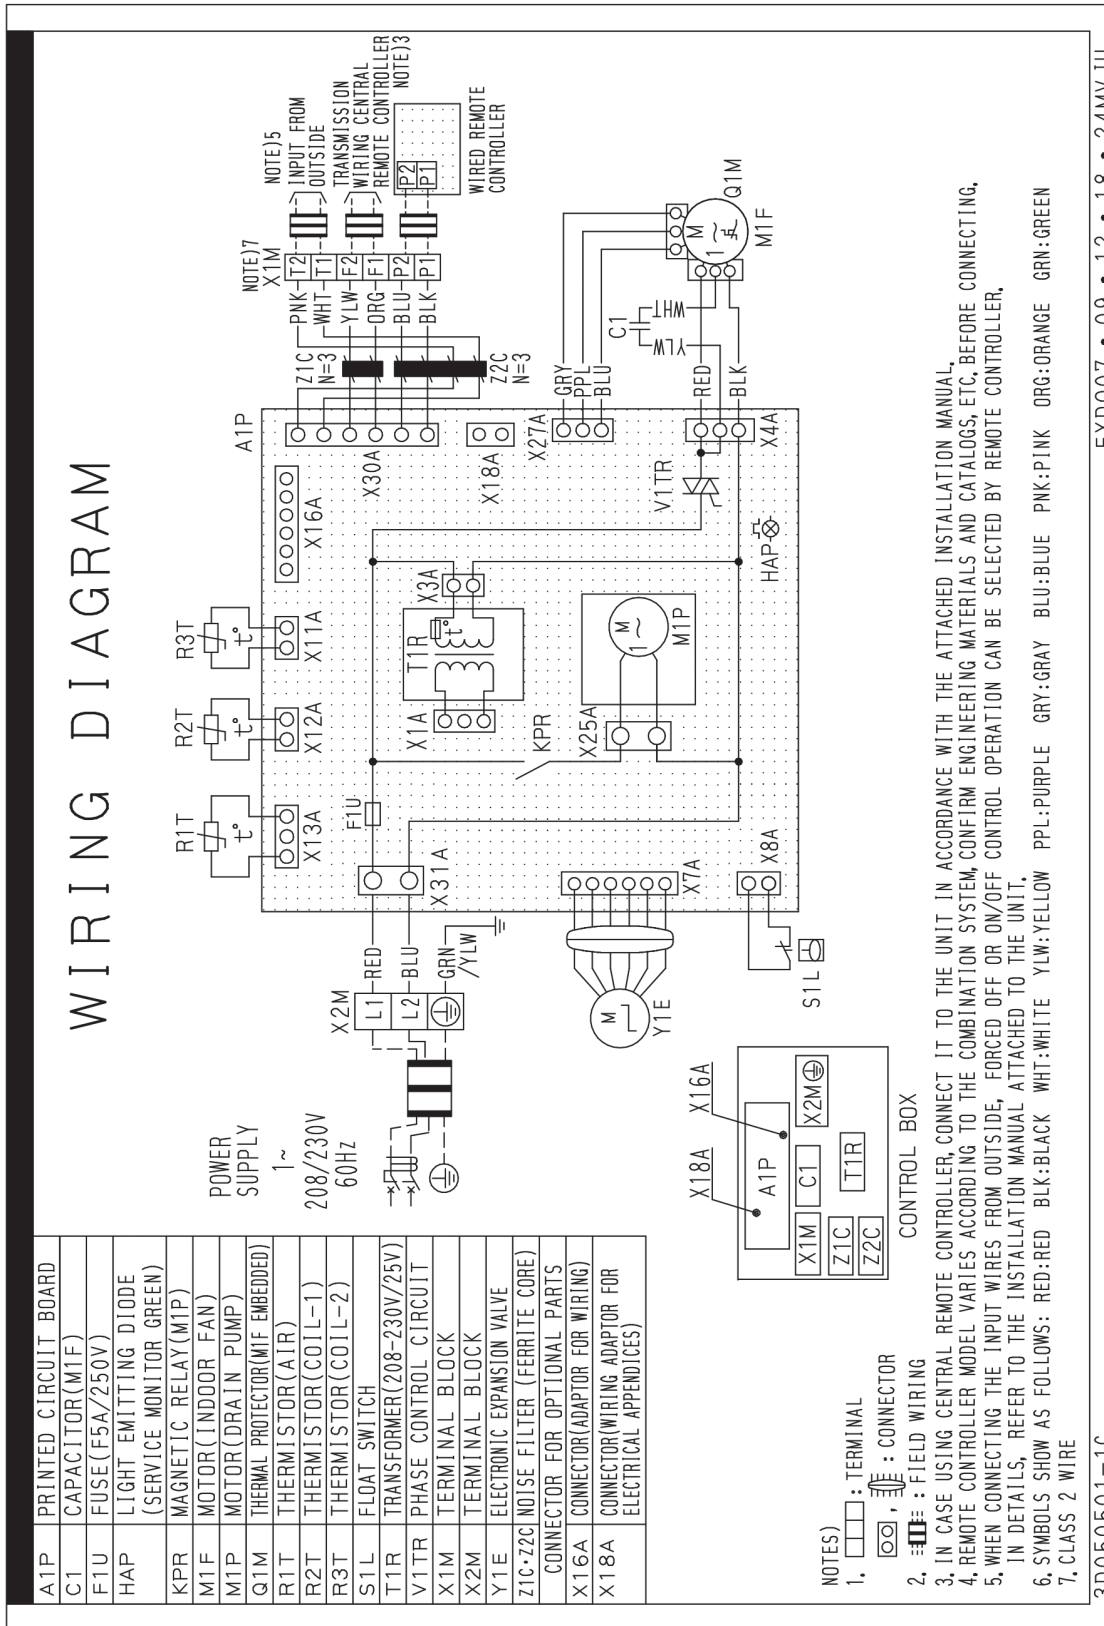 WIRING DIAGRAM
A1P PRINTED CIRCUIT BOARD
C1 CAPACITOR(M1F)
F1U FUSE(F5A/250V)
HAP LIGHT EMITTING DIODE
(SERVICE MONITOR GREEN)
KPR MAGNETIC RELAY(M1P)
M1F MOTOR(INDOOR FAN)
M1P MOTOR(DRAIN PUMP)
Q1M THERMAL PROTECTOR(M1F EMBEDDED)
R1T THERMISTOR(AIR)
R2T THERMISTOR(COIL-1)
R3T THERMISTOR(COIL-2)
S1L FLOAT SWITCH
T1R TRANSFORMER(208-230V/25V)
V1TR PHASE CONTROL CIRCUIT
X1M TERMINAL BLOCK
X2M TERMINAL BLOCK
Y1E ELECTRONIC EXPANSION VALVE
Z1C·Z2C NOISE FILTER (FERRITE CORE)
CONNECTOR FOR OPTIONAL PARTS
X16A CONNECTOR(ADAPTOR FOR WIRING)
X18A CONNECTOR(WIRING ADAPTOR FOR
ELECTRICAL APPENDICES)
POWER
SUPPLY
1~
208/230V
60Hz
X2M
L1
L2
RED
BLU
GRN
/YLW
R1T
t°
X13A
R2T
t°
X12A
R3T
t°
X11A
X16A
A1P
X31A
F1U
X1A
T1R
t°
X3A
X30A
X18A
X27A
KPR
X25A
M
1~
M1P
V1TR
HAP
X4A
X7A
X8A
M
Y1E
S1L
Z1C
N=3
Z2C
N=3
PNK
WHT
YLW
ORG
BLU
BLK
NOTE)7
X1M
T2
T1
F2
F1
P2
P1
NOTE)5
INPUT FROM
OUTSIDE
TRANSMISSION
WIRING CENTRAL
REMOTE CONTROLLER
NOTE)3
P2
P1
WIRED REMOTE
CONTROLLER
GRY
PPL
BLU
C1
YLW
WHT
RED
BLK
M
1~
Q1M
M1F
X18A
X16A
A1P
X1M
C1
X2M
Z1C
Z2C
T1R
CONTROL BOX
NOTES)
1. : TERMINAL
, : CONNECTOR
2. : FIELD WIRING
3. IN CASE USING CENTRAL REMOTE CONTROLLER, CONNECT IT TO THE UNIT IN ACCORDANCE WITH THE ATTACHED INSTALLATION MANUAL.
4. REMOTE CONTROLLER MODEL VARIES ACCORDING TO THE COMBINATION SYSTEM, CONFIRM ENGINEERING MATERIALS AND CATALOGS, ETC. BEFORE CONNECTING.
5. WHEN CONNECTING THE INPUT WIRES FROM OUTSIDE, FORCED OFF OR ON/OFF CONTROL OPERATION CAN BE SELECTED BY REMOTE CONTROLLER.
IN DETAILS, REFER TO THE INSTALLATION MANUAL ATTACHED TO THE UNIT.
6. SYMBOLS SHOW AS FOLLOWS: RED:RED BLK:BLACK WHT:WHITE YLW:YELLOW PPL:PURPLE GRY:GRAY BLU:BLUE PNK:PINK ORG:ORANGE GRN:GREEN
7. CLASS 2 WIRE